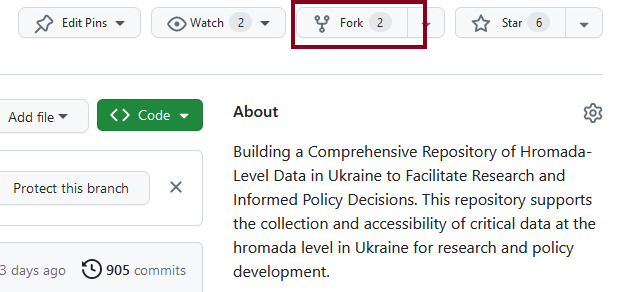 Edit Pins
Watch 2
Fork 2
Star 6
Add file
Code
About
Building a Comprehensive Repository of Hromada-
Level Data in Ukraine to Facilitate Research and
Informed Policy Decisions. This repository supports
the collection and accessibility of critical data at the
hromada level in Ukraine for research and policy
development.
Protect this branch
3 days ago
905 commits